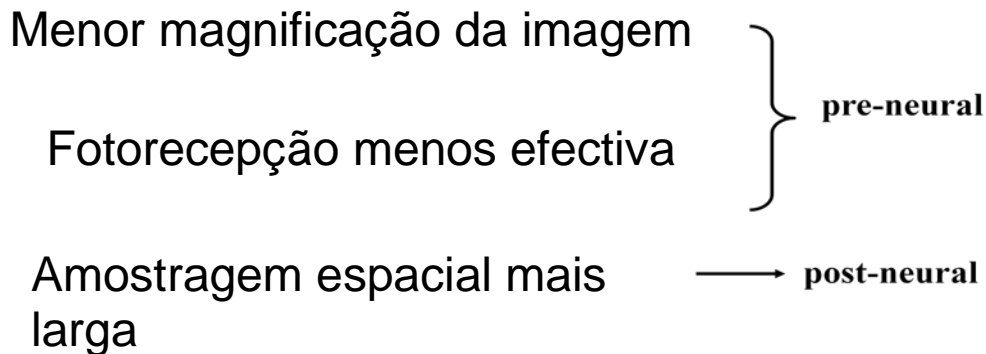 Menor magnificação da imagem
pre-neural
Fotorecepção menos efectiva
Amostragem espacial mais
larga
post-neural